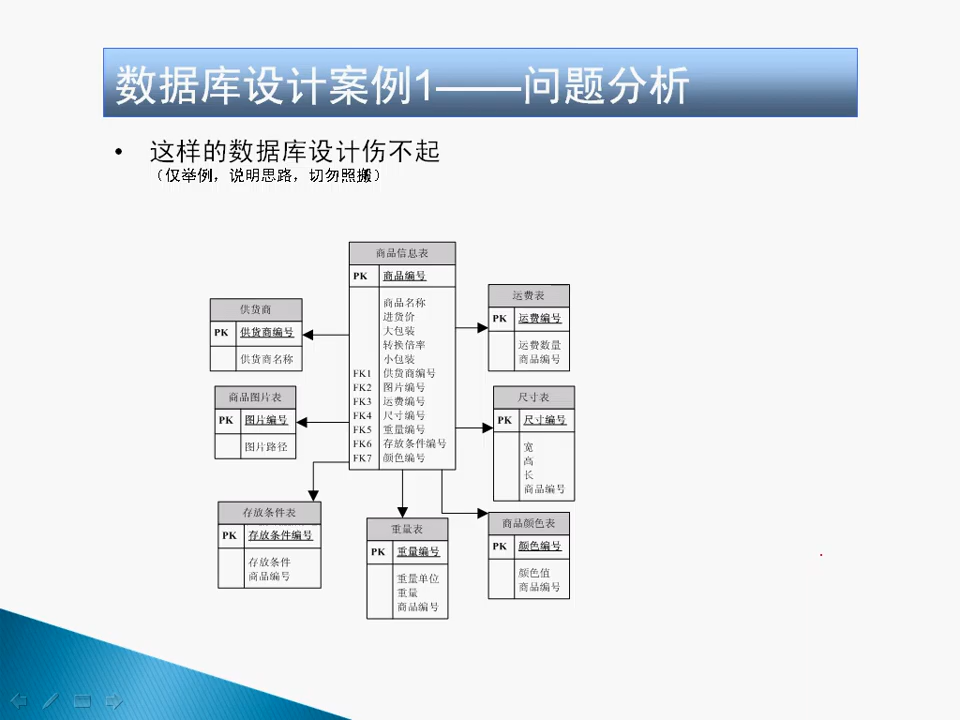 数据库设计案例1——问题分析
• 这样的数据库设计伤不起
（仅举例，说明思路，切勿照搬）
商品信息表
PK 商品编号
商品名称
进货价
大包装
转换倍率
小包装
FK1 供货商编号
FK2 图片编号
FK3 运费编号
FK4 尺寸编号
FK5 重量编号
FK6 存放条件编号
FK7 颜色编号
供货商
PK 供货商编号
供货商名称
商品图片表
PK 图片编号
图片路径
存放条件表
PK 存放条件编号
存放条件
商品编号
重量表
PK 重量编号
重量单位
重量
商品编号
运费表
PK 运费编号
运费数量
商品编号
尺寸表
PK 尺寸编号
宽
高
长
商品编号
商品颜色表
PK 颜色编号
颜色值
商品编号